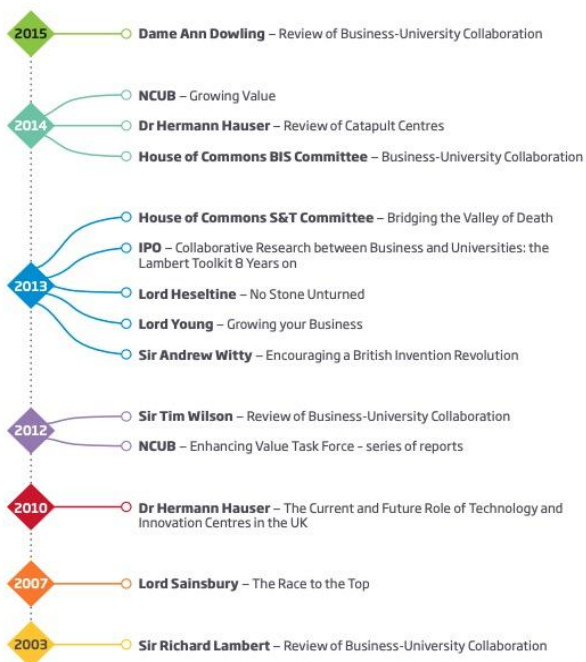 2015
Dame Ann Dowling – Review of Business-University Collaboration
2014
NCUB – Growing Value
Dr Hermann Hauser – Review of Catapult Centres
House of Commons BIS Committee – Business-University Collaboration
2013
House of Commons S&T Committee – Bridging the Valley of Death
IPO – Collaborative Research between Business and Universities: the
Lambert Toolkit 8 Years on
Lord Heseltine – No Stone Unturned
Lord Young – Growing your Business
Sir Andrew Witty – Encouraging a British Invention Revolution
2012
Sir Tim Wilson – Review of Business-University Collaboration
NCUB – Enhancing Value Task Force - series of reports
2010
Dr Hermann Hauser – The Current and Future Role of Technology and
Innovation Centres in the UK
2007
Lord Sainsbury – The Race to the Top
2003
Sir Richard Lambert – Review of Business-University Collaboration